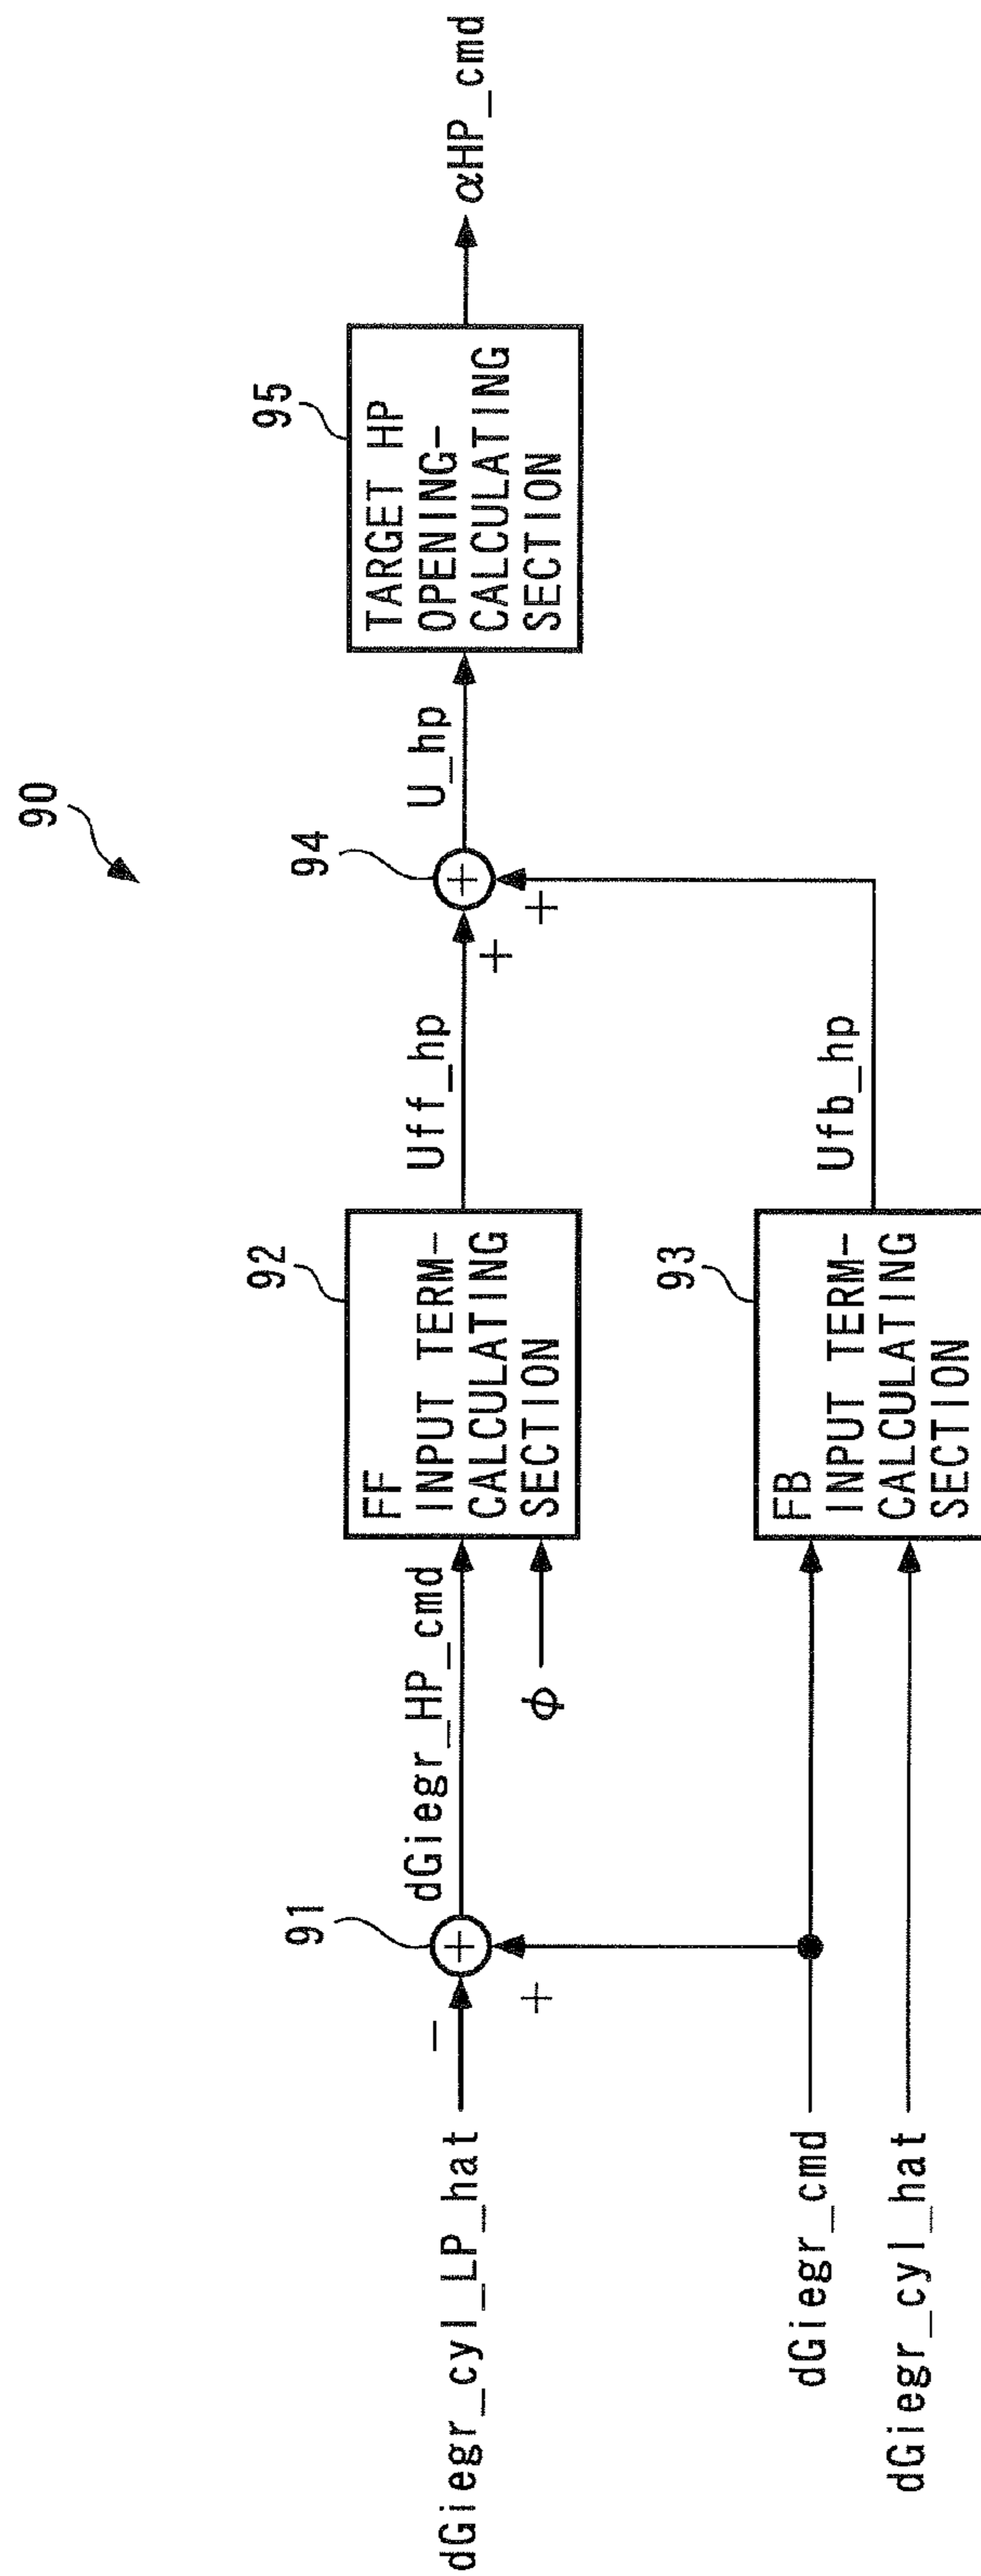 90
dGiegr_cyl_LP_hat
−
+
91
dGiegr_HP_cmd
ϕ
92
FF
INPUT TERM-
CALCULATING
SECTION
Uff_hp
+
+
94
U_hp
95
TARGET HP
OPENING-
CALCULATING
SECTION
αHP_cmd
dGiegr_cmd
dGiegr_cyl_hat
93
FB
INPUT TERM-
CALCULATING
SECTION
Ufb_hp